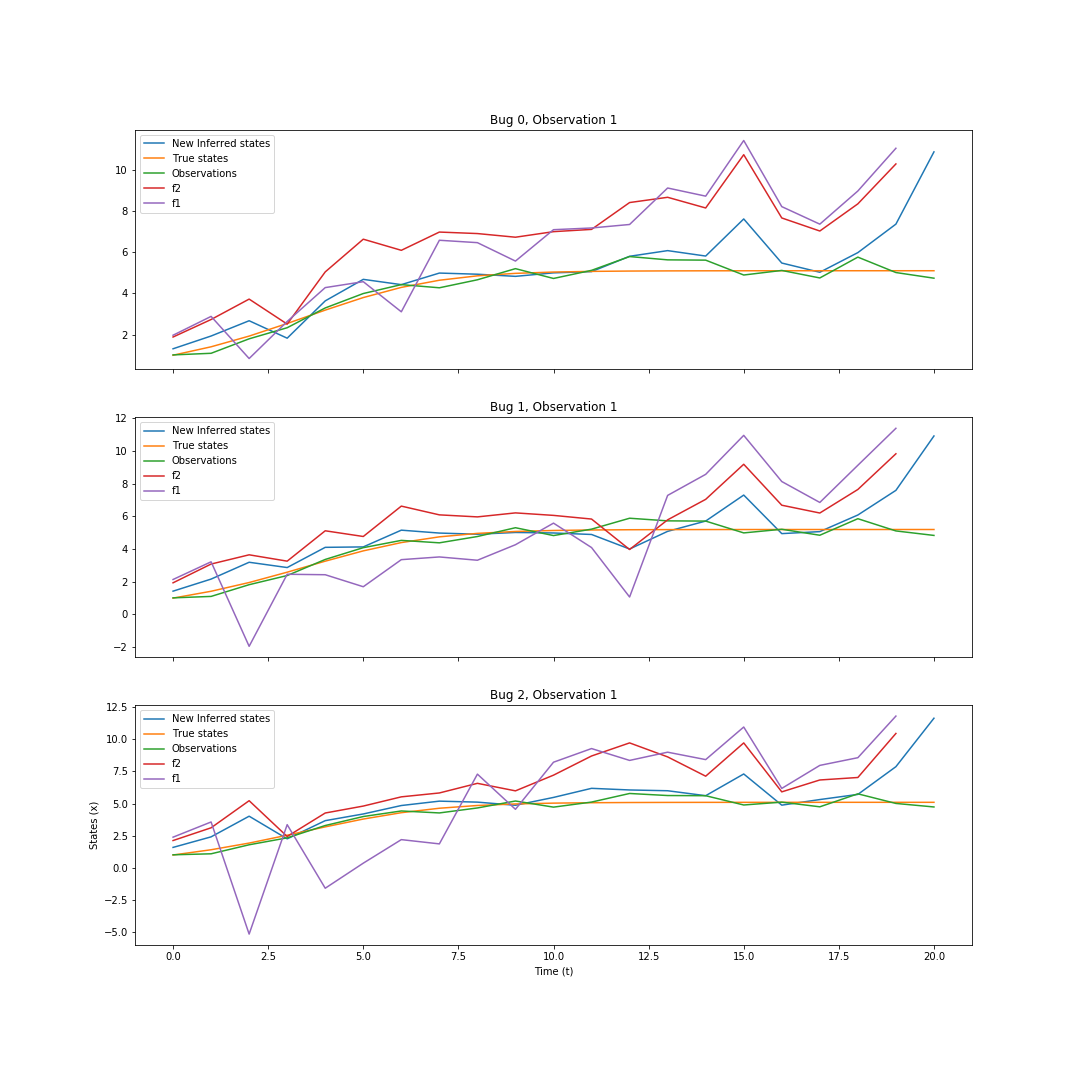 Bug 0, Observation 1
New Inferred states
True states
Observations
f2
f1
10
8
6
4
2
Bug 1, Observation 1
New Inferred states
True states
Observations
f2
f1
12
10
8
6
4
2
0
−2
Bug 2, Observation 1
New Inferred states
True states
Observations
f2
f1
12.5
10.0
7.5
5.0
2.5
0.0
−2.5
−5.0
States (x)
0.0 2.5 5.0 7.5 10.0 12.5 15.0 17.5 20.0
Time (t)